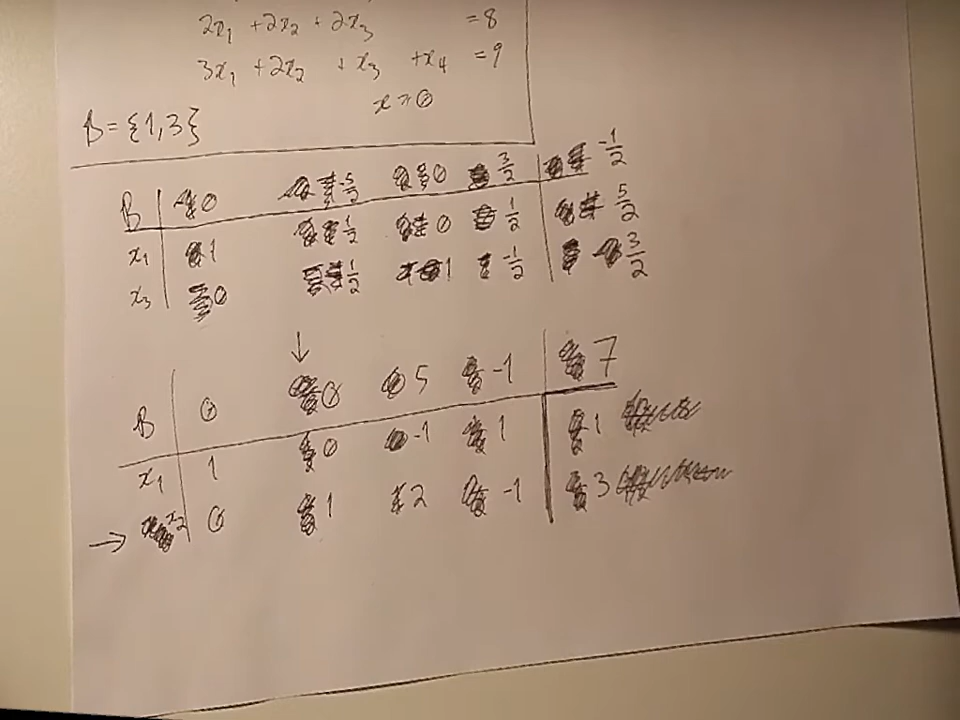 2x₁ +2x₂ + 2x₃ =8
3x₁ +2x₂ + x₃ +x₄ =9
x ≥ 0
B = {1,3}
B 0 -5/2 0 3/2 -1/2
x₁ 1 1/2 0 1/2 5/2
x₃ 0 1/2 1 -1/2 3/2
↓
B 0 0 5 -1 7
x₁ 1 0 -1 1 1
→ x₂ 0 1 2 -1 3